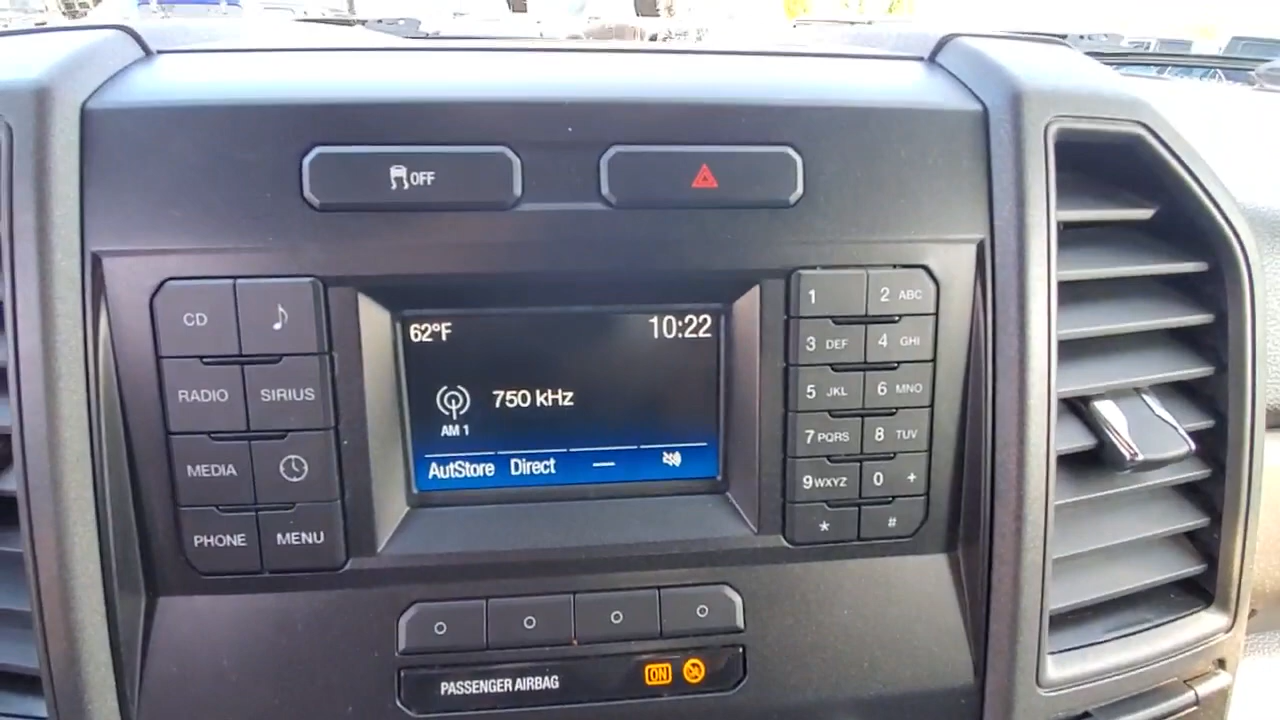 OFF
CD
RADIO SIRIUS
MEDIA
PHONE MENU
62°F 10:22
750 kHz
AM 1
AutStore Direct
1 2 ABC
3 DEF 4 GHI
5 JKL 6 MNO
7 PQRS 8 TUV
9 WXYZ 0 +
* #
PASSENGER AIRBAG ON